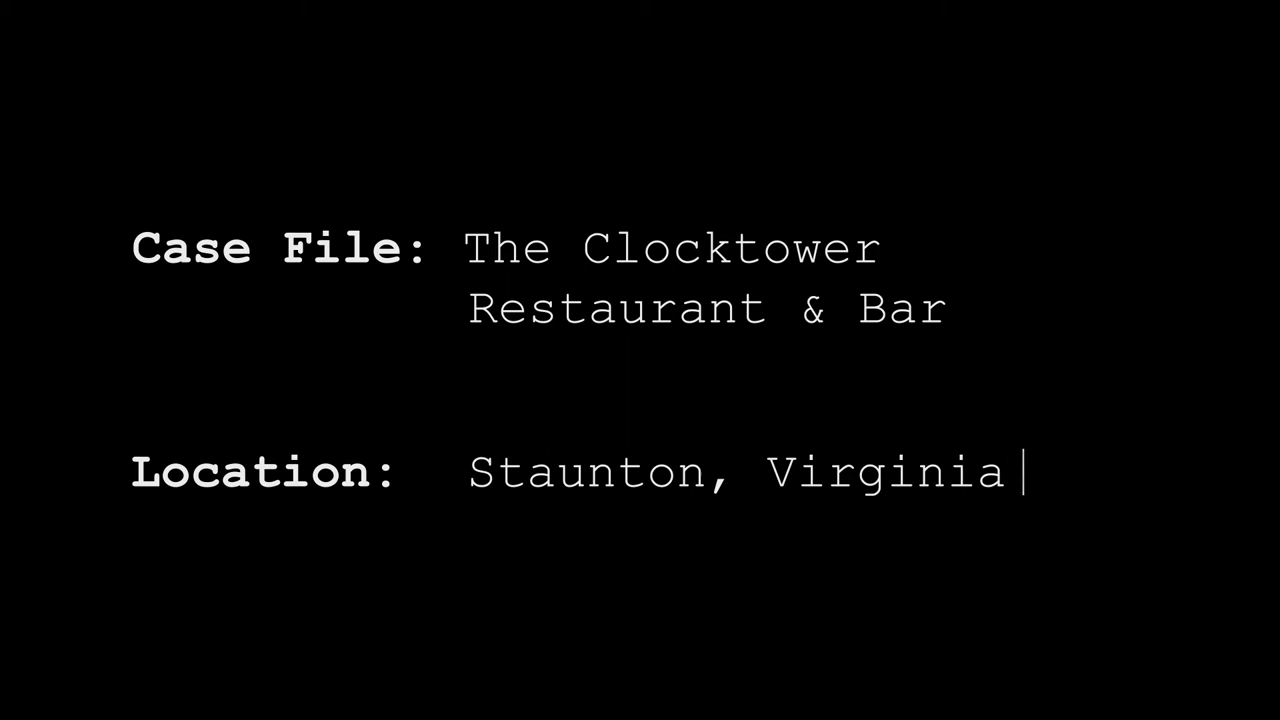 Case File: The Clocktower
Restaurant & Bar
Location: Staunton, Virginia